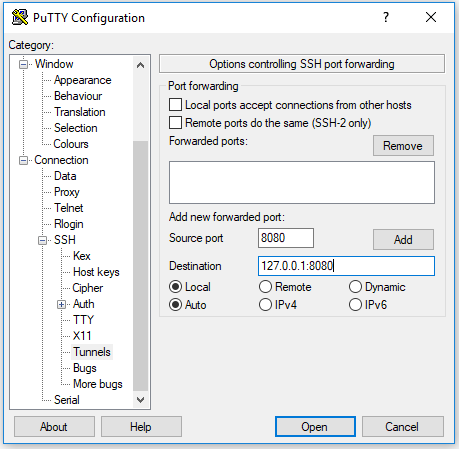 PuTTY Configuration
Category:
Window
Appearance
Behaviour
Translation
Selection
Colours
Connection
Data
Proxy
Telnet
Rlogin
SSH
Kex
Host keys
Cipher
Auth
TTY
X11
Tunnels
Bugs
More bugs
Serial
Options controlling SSH port forwarding
Port forwarding
Local ports accept connections from other hosts
Remote ports do the same (SSH-2 only)
Forwarded ports: Remove
Add new forwarded port:
Source port 8080 Add
Destination 127.0.0.1:8080
Local Remote Dynamic
Auto IPv4 IPv6
About Help Open Cancel